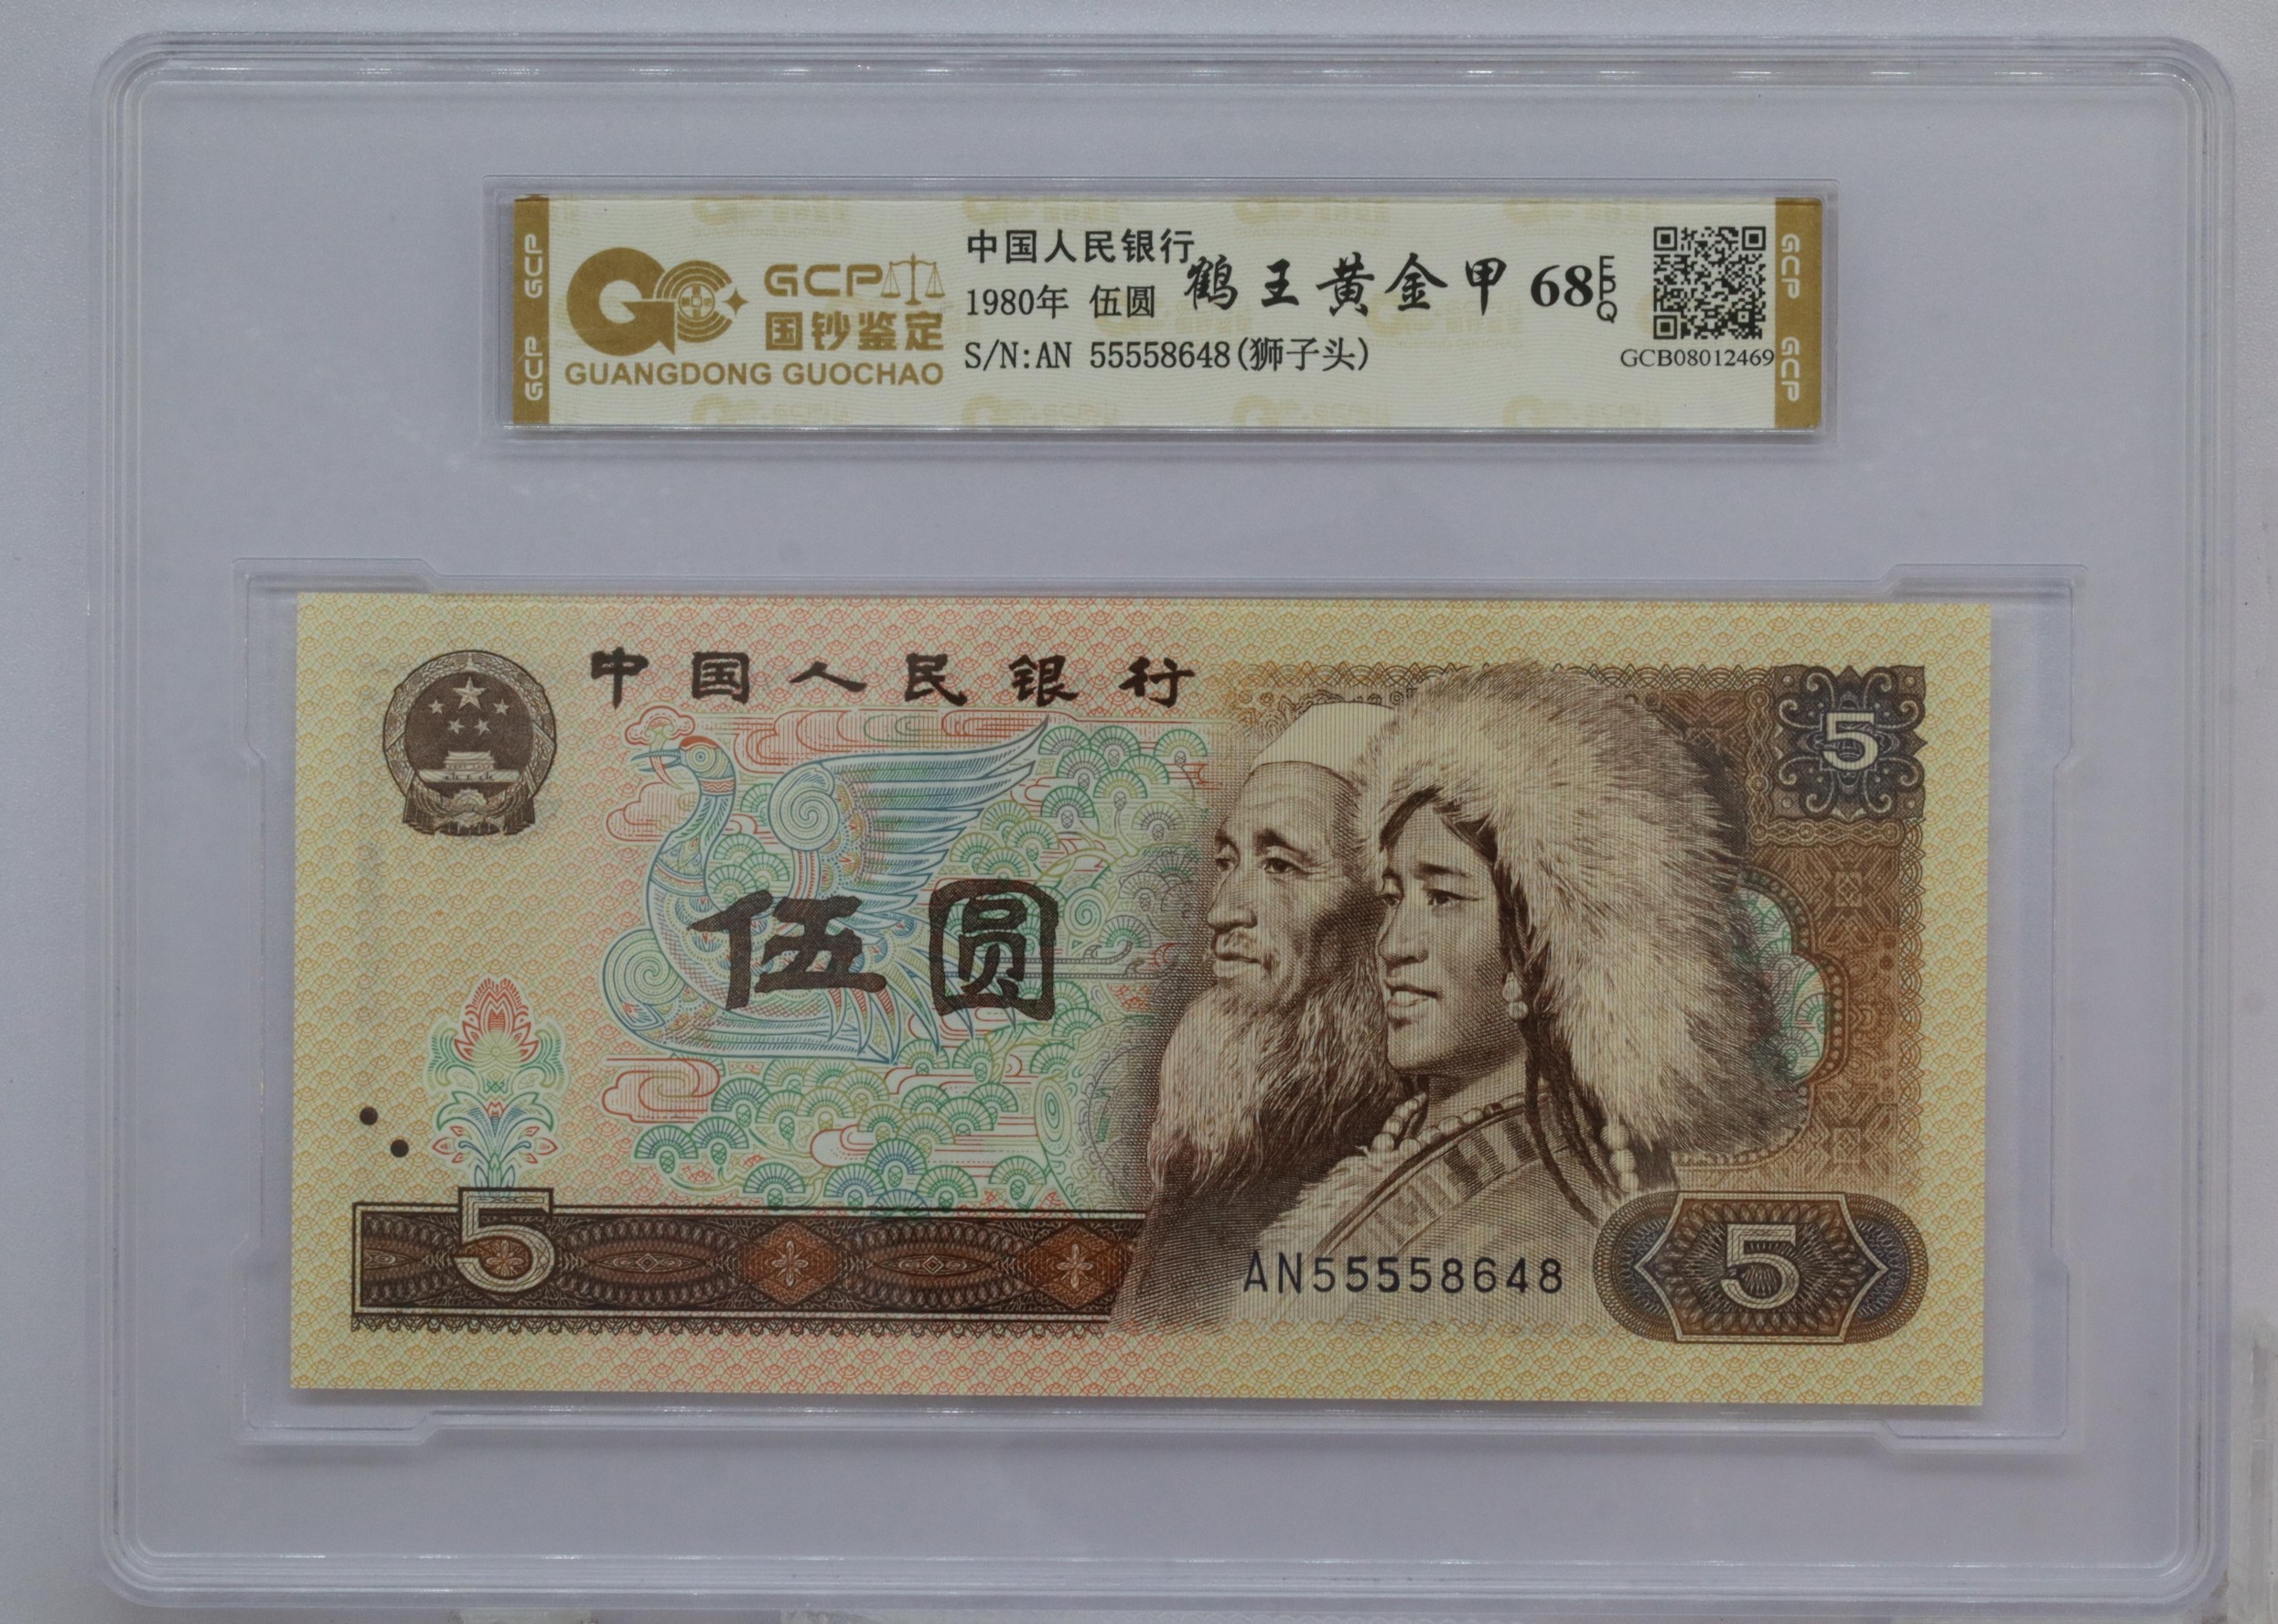 GCP
GCP
GCP
国钞鉴定
GUANGDONG GUOCHAO
中国人民银行
1980年 伍圆
S/N:AN 55558648(狮子头)
鹤王黄金甲
68 EPQ
GCB08012469
GCP
GCP
中国人民银行
5
伍圆
5
AN55558648
5